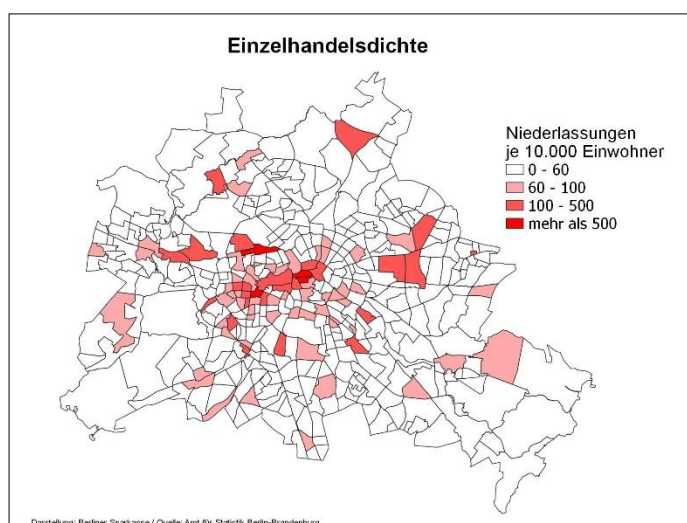 Einzelhandelsdichte
Niederlassungen
je 10.000 Einwohner
0 - 60
60 - 100
100 - 500
mehr als 500
Darstellung: Berliner Sparkasse / Quelle: Amt für Statistik Berlin-Brandenburg